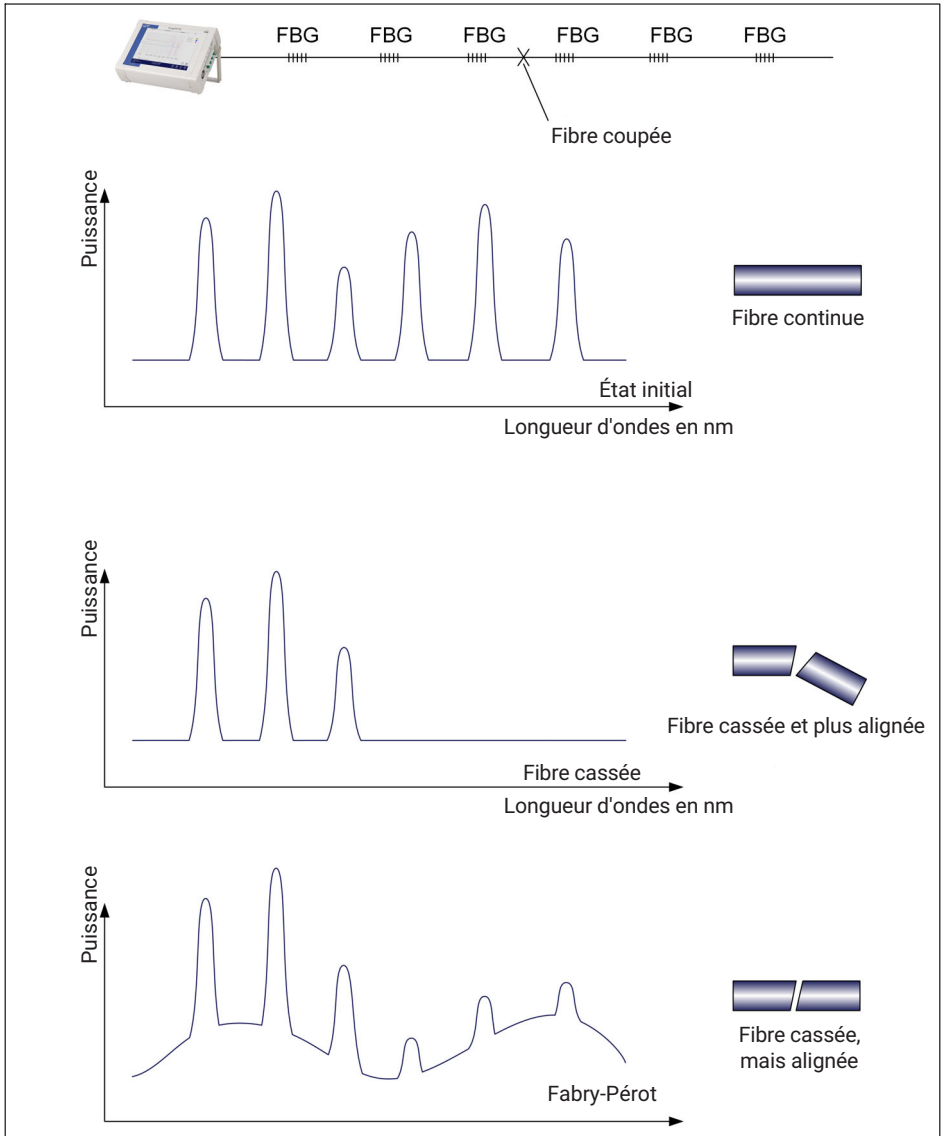 FBG FBG FBG FBG FBG FBG
Fibre coupée
Puissance
Fibre continue
État initial
Longueur d'ondes en nm
Puissance
Fibre cassée et plus alignée
Fibre cassée
Longueur d'ondes en nm
Puissance
Fibre cassée,
mais alignée
Fabry-Pérot